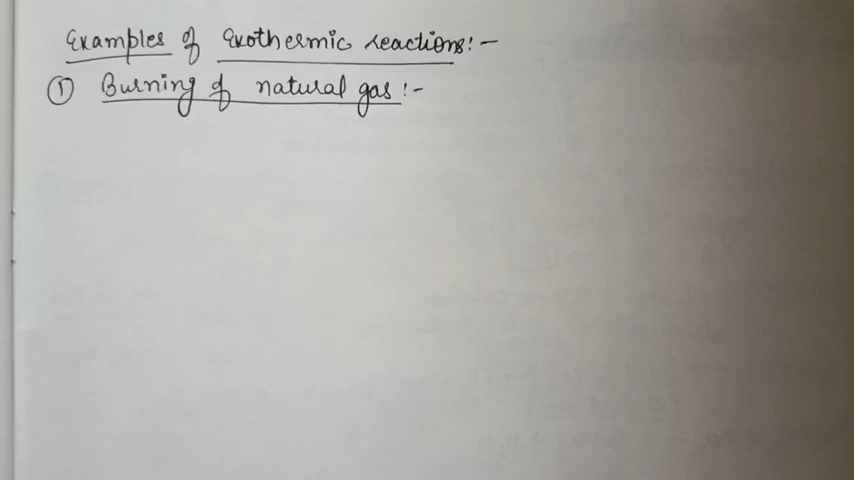 Examples of Exothermic reactions:-
① Burning of natural gas:-